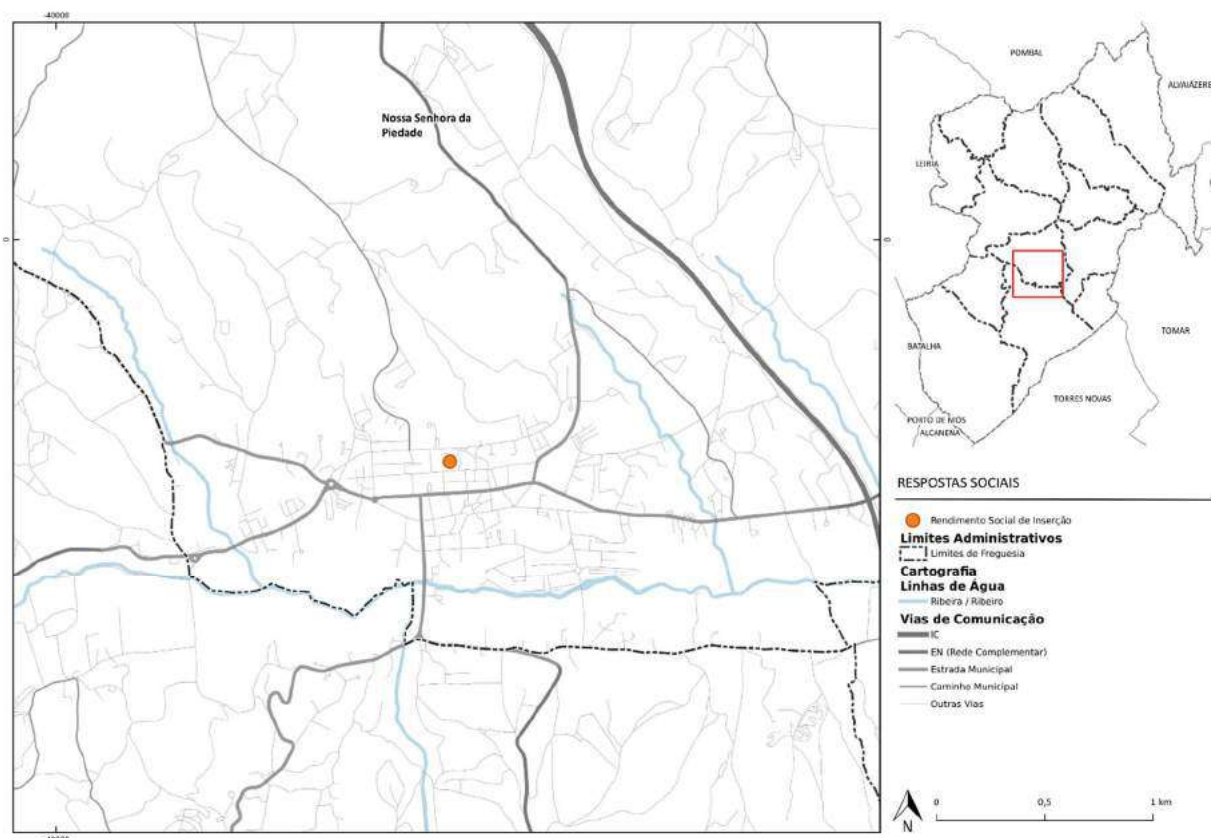 -40000
0
0
Nossa Senhora da
Piedade
POMBAL
ALVAIÁZERE
LEIRIA
BATALHA
TOMAR
TORRES NOVAS
PORTO DE MÓS
ALCANENA
RESPOSTAS SOCIAIS
Rendimento Social de Inserção
Limites Administrativos
Limites de Freguesia
Cartografia
Linhas de Água
Ribeira / Ribeiro
Vias de Comunicação
IC
EN (Rede Complementar)
Estrada Municipal
Caminho Municipal
Outras Vias
N
0
0,5
1 km